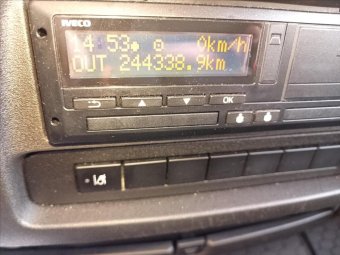 IVECO
14:53● ⊙ 0km/h
OUT 244338.9km
OK